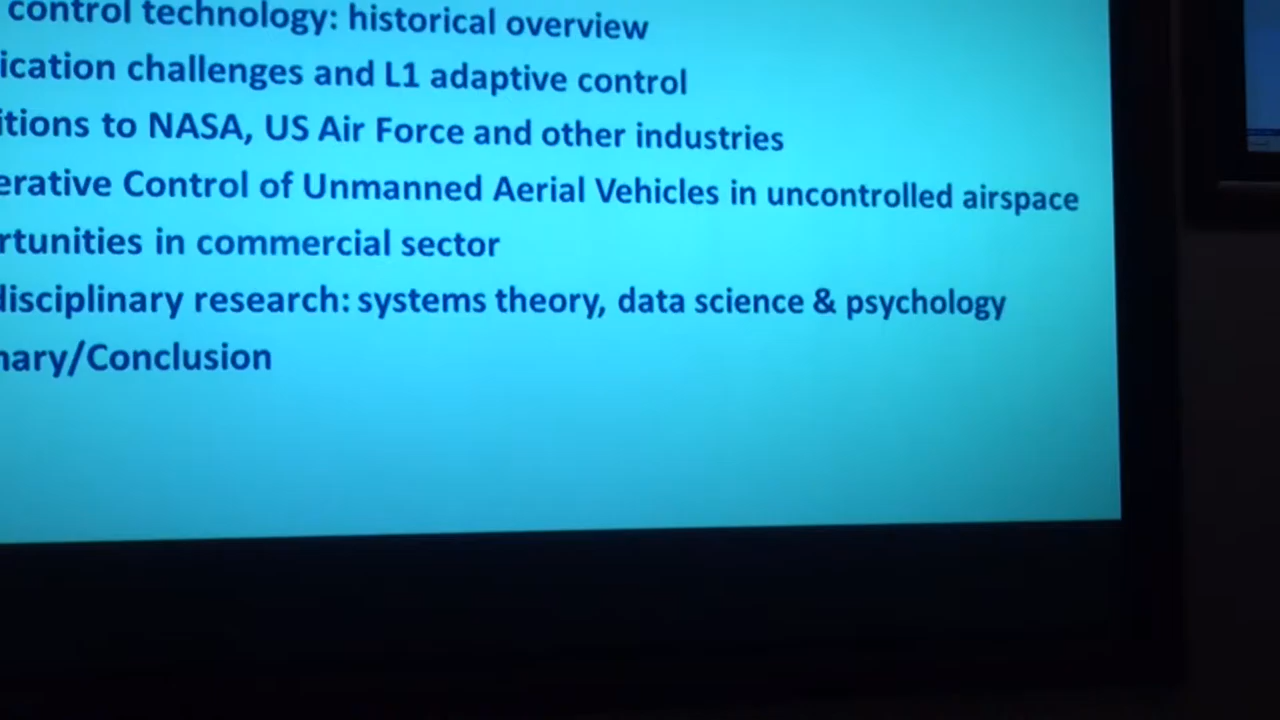 control technology: historical overview
ication challenges and L1 adaptive control
itions to NASA, US Air Force and other industries
erative Control of Unmanned Aerial Vehicles in uncontrolled airspace
rtunities in commercial sector
disciplinary research: systems theory, data science & psychology
nary/Conclusion